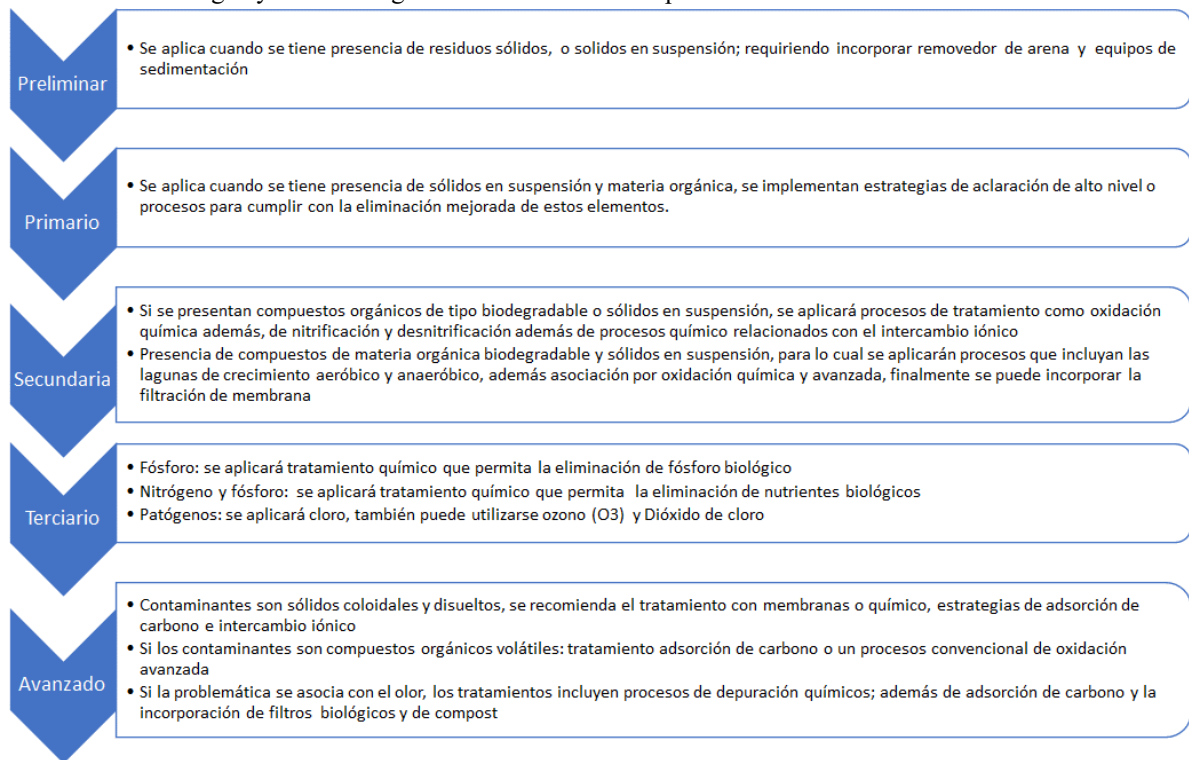 Preliminar
• Se aplica cuando se tiene presencia de residuos sólidos, o solidos en suspensión; requiriendo incorporar removedor de arena y equipos de
sedimentación
Primario
• Se aplica cuando se tiene presencia de sólidos en suspensión y materia orgánica, se implementan estrategias de aclaración de alto nivel o
procesos para cumplir con la eliminación mejorada de estos elementos.
Secundaria
• Si se presentan compuestos orgánicos de tipo biodegradable o sólidos en suspensión, se aplicará procesos de tratamiento como oxidación
química además, de nitrificación y desnitrificación además de procesos químico relacionados con el intercambio iónico
• Presencia de compuestos de materia orgánica biodegradable y sólidos en suspensión, para lo cual se aplicarán procesos que incluyan las
lagunas de crecimiento aeróbico y anaeróbico, además asociación por oxidación química y avanzada, finalmente se puede incorporar la
filtración de membrana
Terciario
• Fósforo: se aplicará tratamiento químico que permita la eliminación de fósforo biológico
• Nitrógeno y fósforo: se aplicará tratamiento químico que permita la eliminación de nutrientes biológicos
• Patógenos: se aplicará cloro, también puede utilizarse ozono (O3) y Dióxido de cloro
Avanzado
• Contaminantes son sólidos coloidales y disueltos, se recomienda el tratamiento con membranas o químico, estrategias de adsorción de
carbono e intercambio iónico
• Si los contaminantes son compuestos orgánicos volátiles: tratamiento adsorción de carbono o un procesos convencional de oxidación
avanzada
• Si la problemática se asocia con el olor, los tratamientos incluyen procesos de depuración químicos; además de adsorción de carbono y la
incorporación de filtros biológicos y de compost